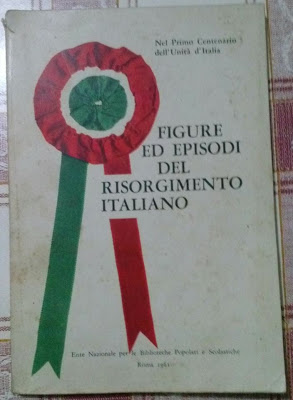 Nel Primo Centenario
dell'Unità d'Italia
FIGURE
ED EPISODI
DEL
RISORGIMENTO
ITALIANO
Ente Nazionale per le Biblioteche Popolari e Scolastiche
Roma 1961